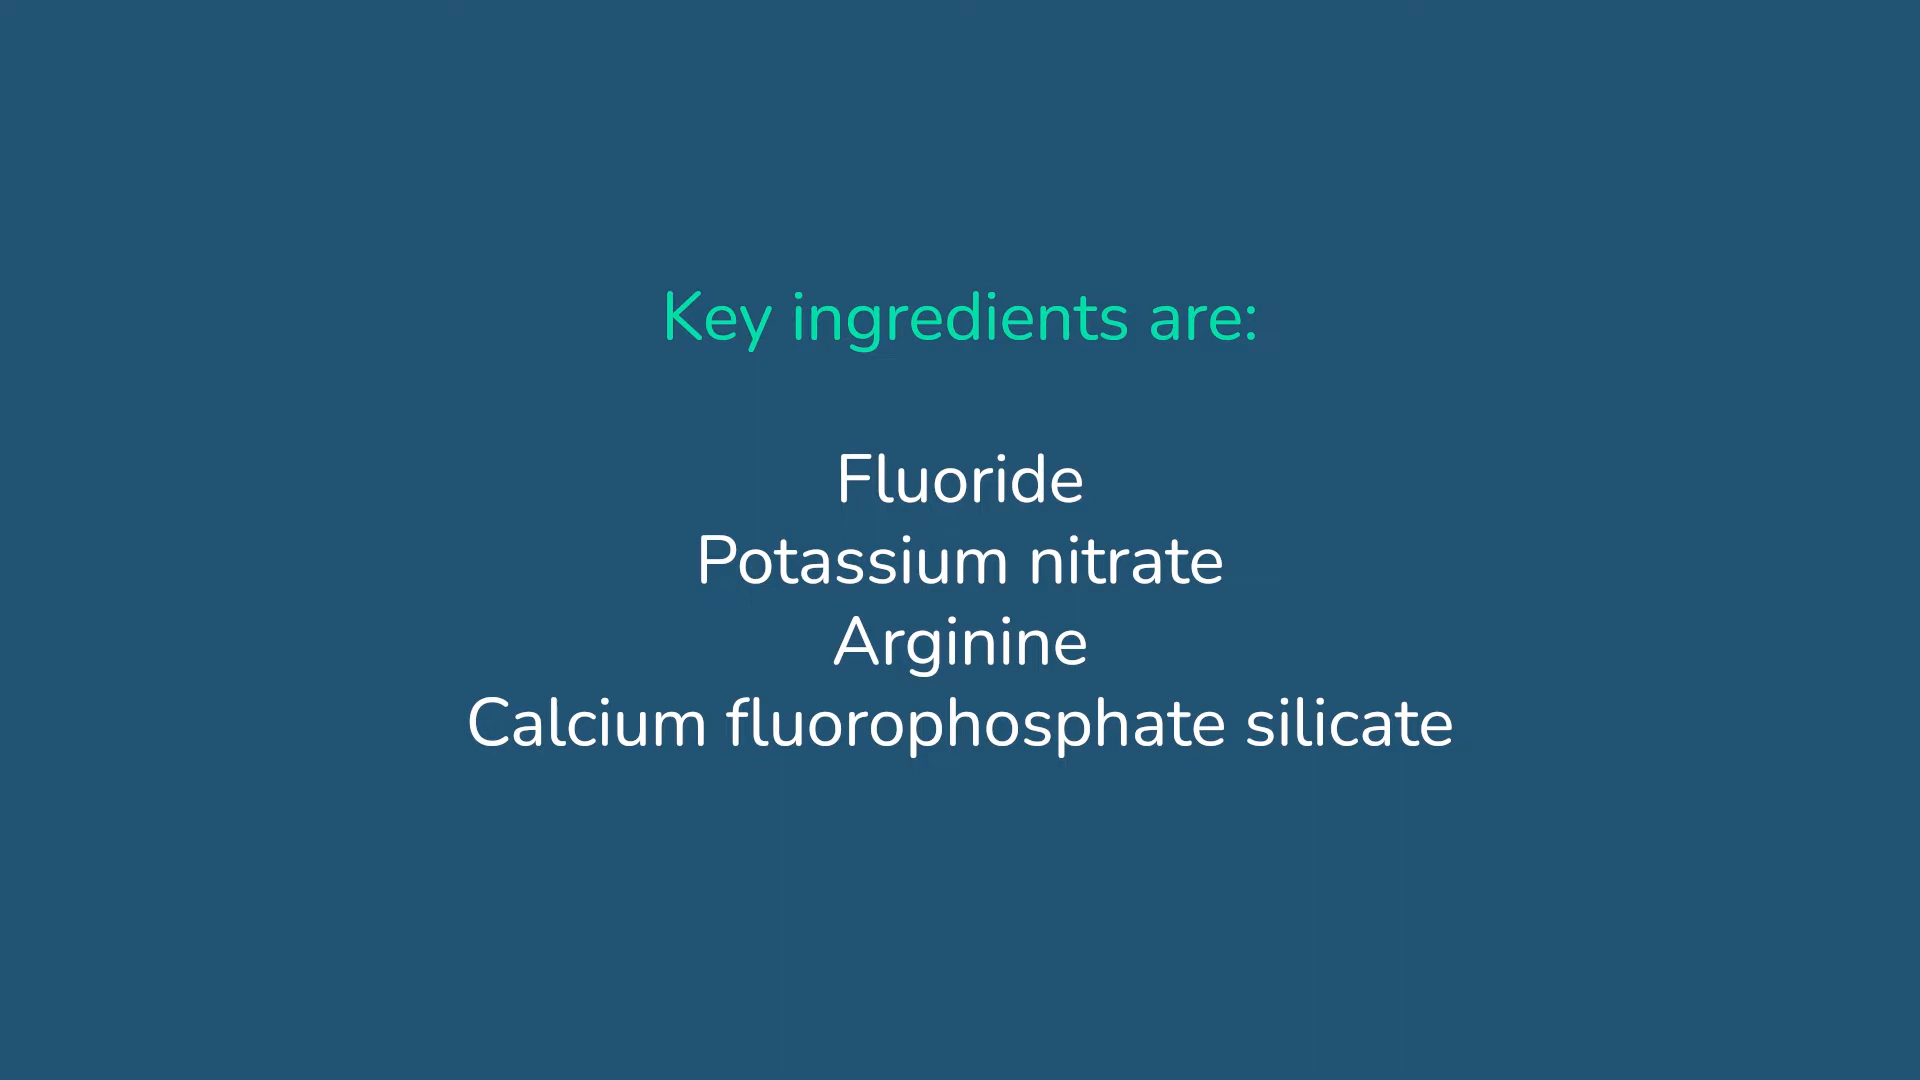 Key ingredients are:
Fluoride
Potassium nitrate
Arginine
Calcium fluorophosphate silicate